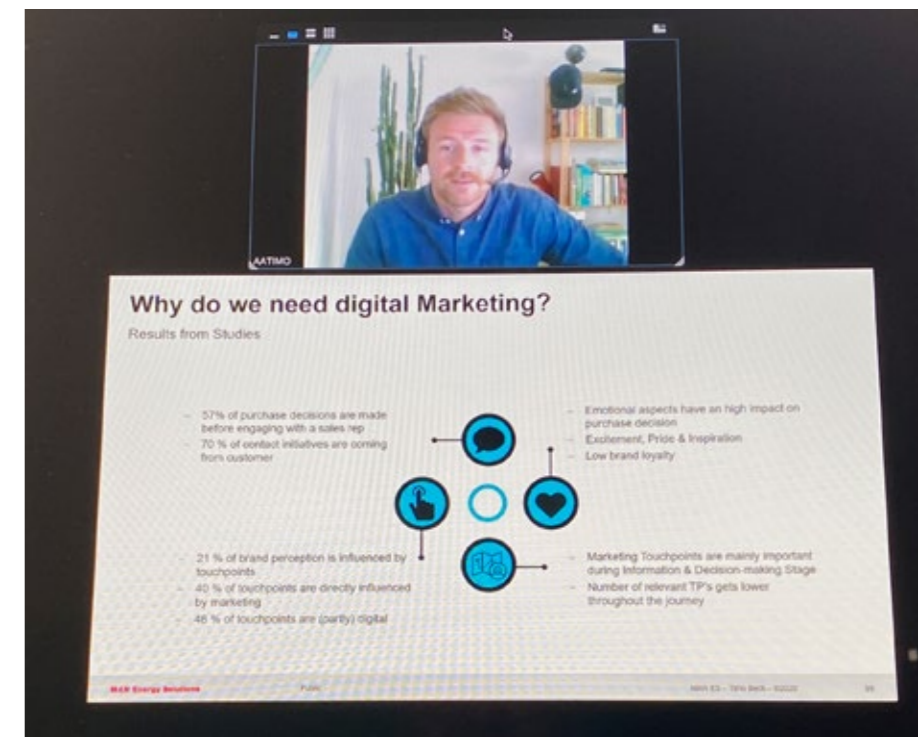 AATIMO
Why do we need digital Marketing?
Results from Studies
– 57% of purchase decisions are made
before engaging with a sales rep
– 70 % of contact initiatives are coming
from customer
– Emotional aspects have an high impact on
purchase decision
– Excitement, Pride & Inspiration
– Low brand loyalty
– 21 % of brand perception is influenced by
touchpoints
– 40 % of touchpoints are directly influenced
by marketing
– 46 % of touchpoints are (partly) digital
– Marketing Touchpoints are mainly important
during Information & Decision-making Stage
– Number of relevant TP's gets lower
throughout the journey
MAN Energy Solutions
Public